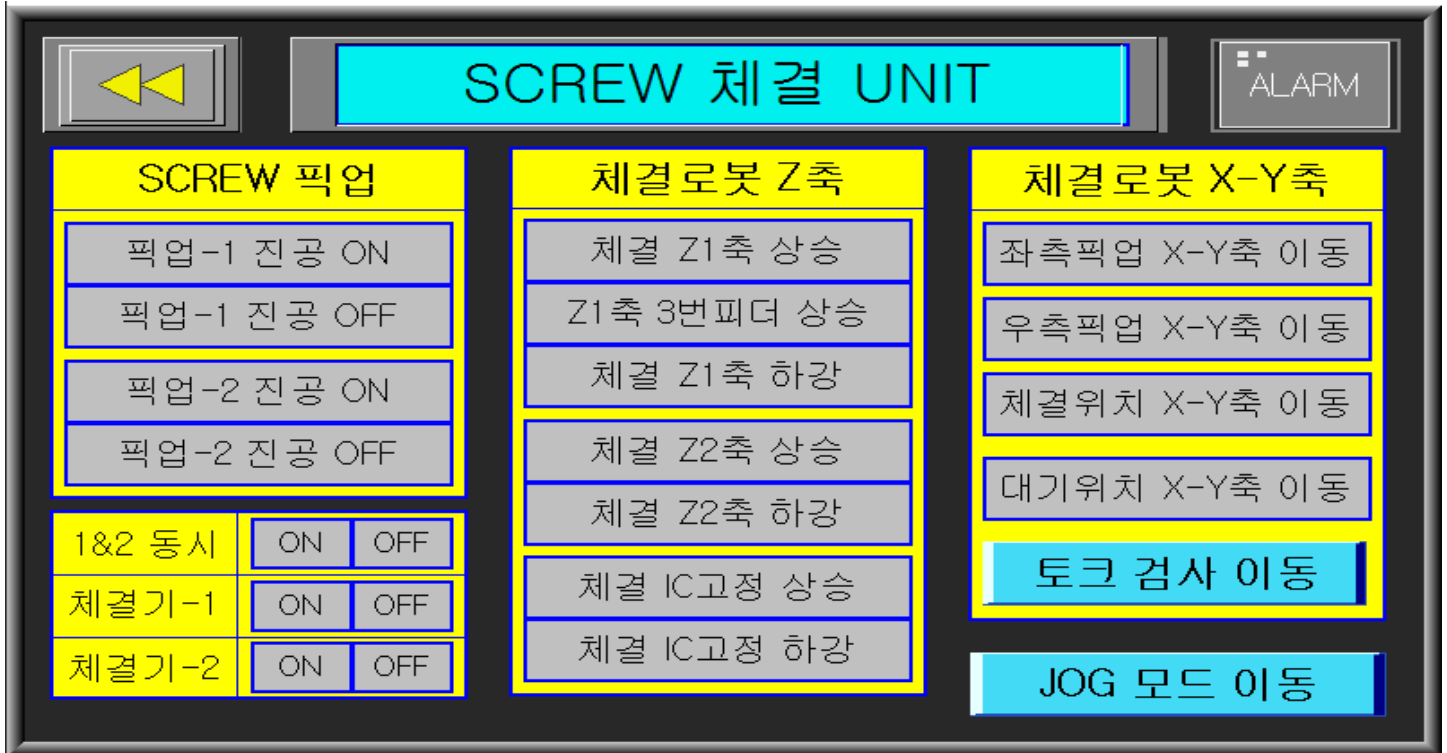 SCREW 체결 UNIT
ALARM
SCREW 픽업
픽업-1 진공 ON
픽업-1 진공 OFF
픽업-2 진공 ON
픽업-2 진공 OFF
1&2 동시 ON OFF
체결기-1 ON OFF
체결기-2 ON OFF
체결로봇 Z축
체결 Z1축 상승
Z1축 3번피더 상승
체결 Z1축 하강
체결 Z2축 상승
체결 Z2축 하강
체결 IC고정 상승
체결 IC고정 하강
체결로봇 X-Y축
좌측픽업 X-Y축 이동
우측픽업 X-Y축 이동
체결위치 X-Y축 이동
대기위치 X-Y축 이동
토크 검사 이동
JOG 모드 이동